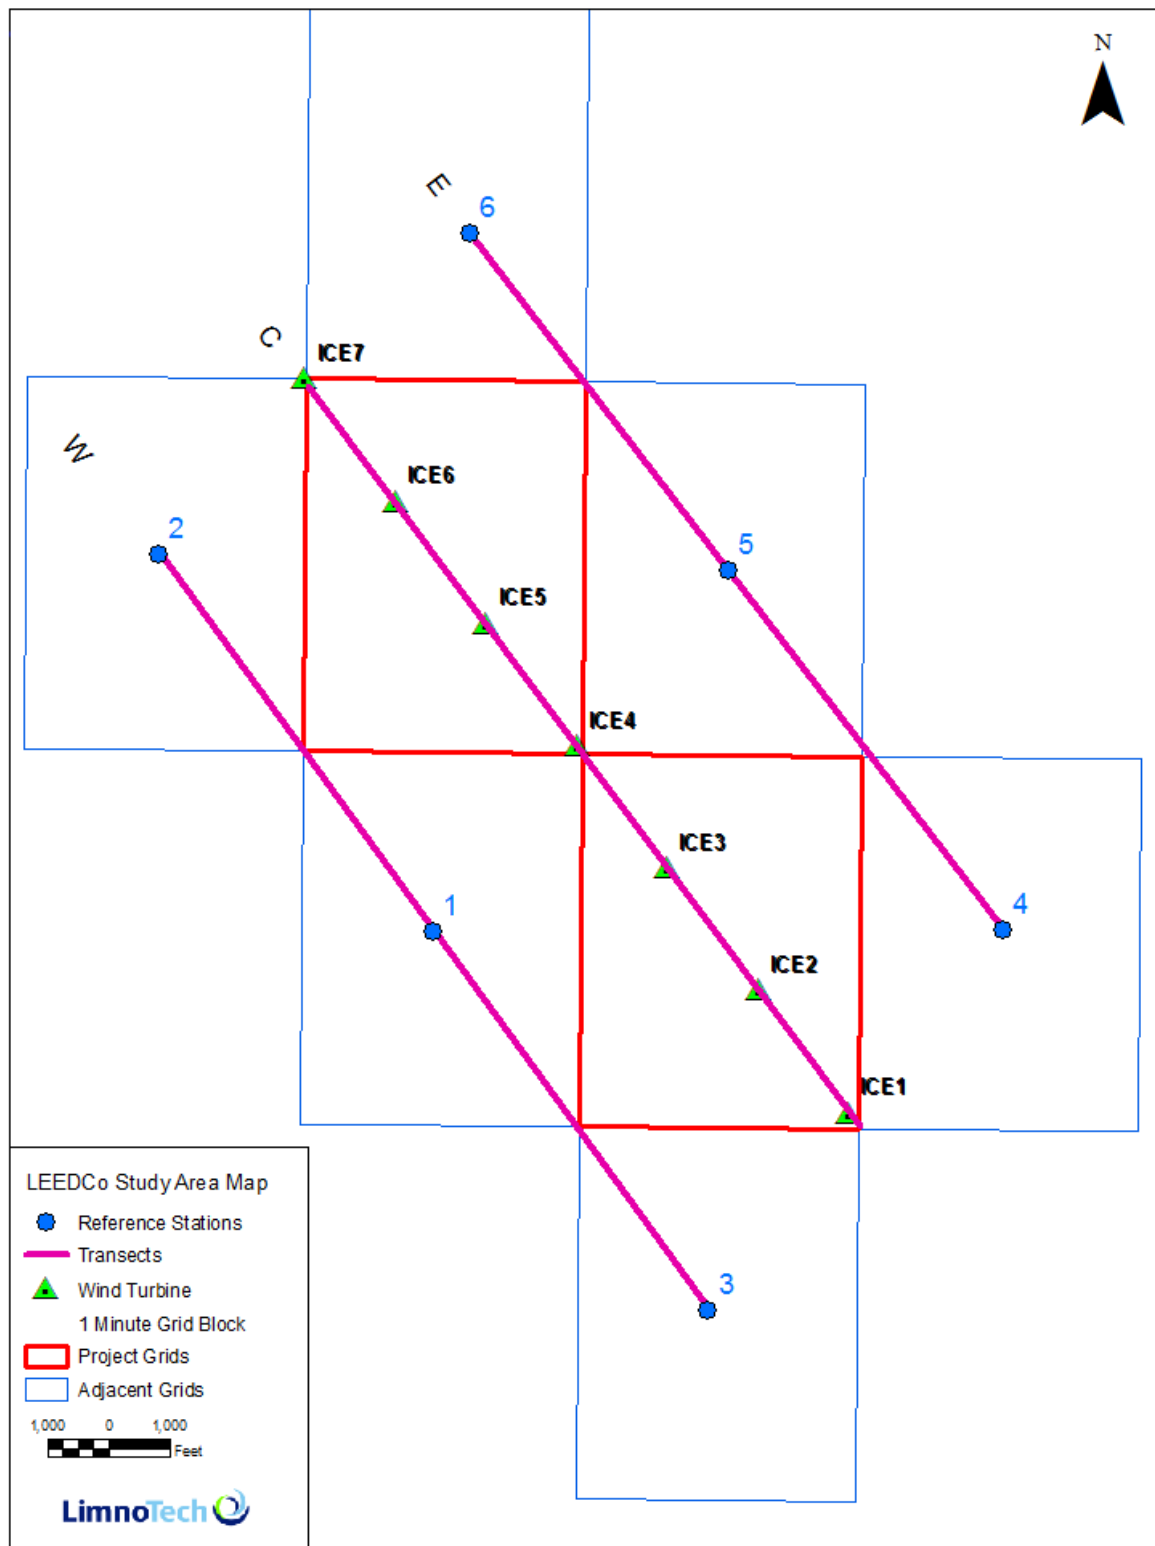 N
E
6
C
ICE7
W
ICE6
2
5
ICE5
ICE4
ICE3
1
4
ICE2
ICE1
3
LEEDCo Study Area Map
Reference Stations
Transects
Wind Turbine
1 Minute Grid Block
Project Grids
Adjacent Grids
1,000 0 1,000
Feet
LimnoTech